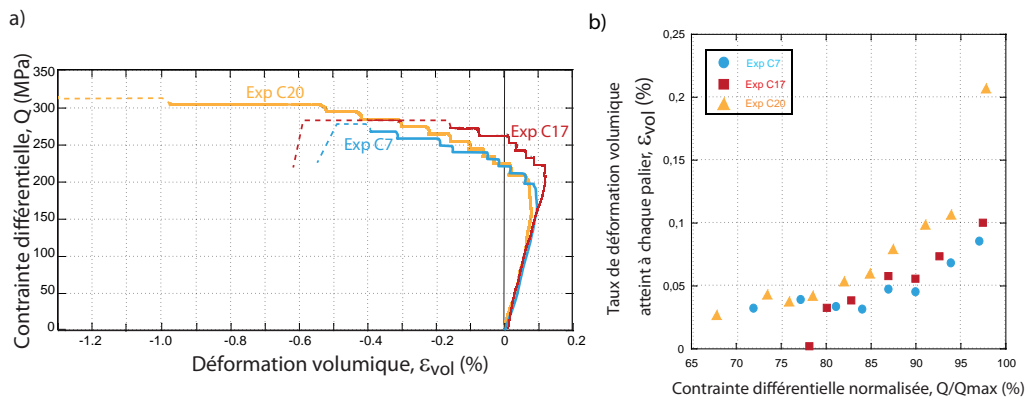 a)
Contrainte différentielle, Q (MPa)
350
300
250
200
150
100
50
0
Exp C20
Exp C17
Exp C7
-1.2 -1.0 -0.8 -0.6 -0.4 -0.2 0 0.2
Déformation volumique, εvol (%)
b)
Taux de déformation volumique
atteint à chaque palier, εvol (%)
0,25
0,2
0,15
0,1
0,05
0
Exp C7
Exp C17
Exp C20
65 70 75 80 85 90 95 100
Contrainte différentielle normalisée, Q/Qmax (%)